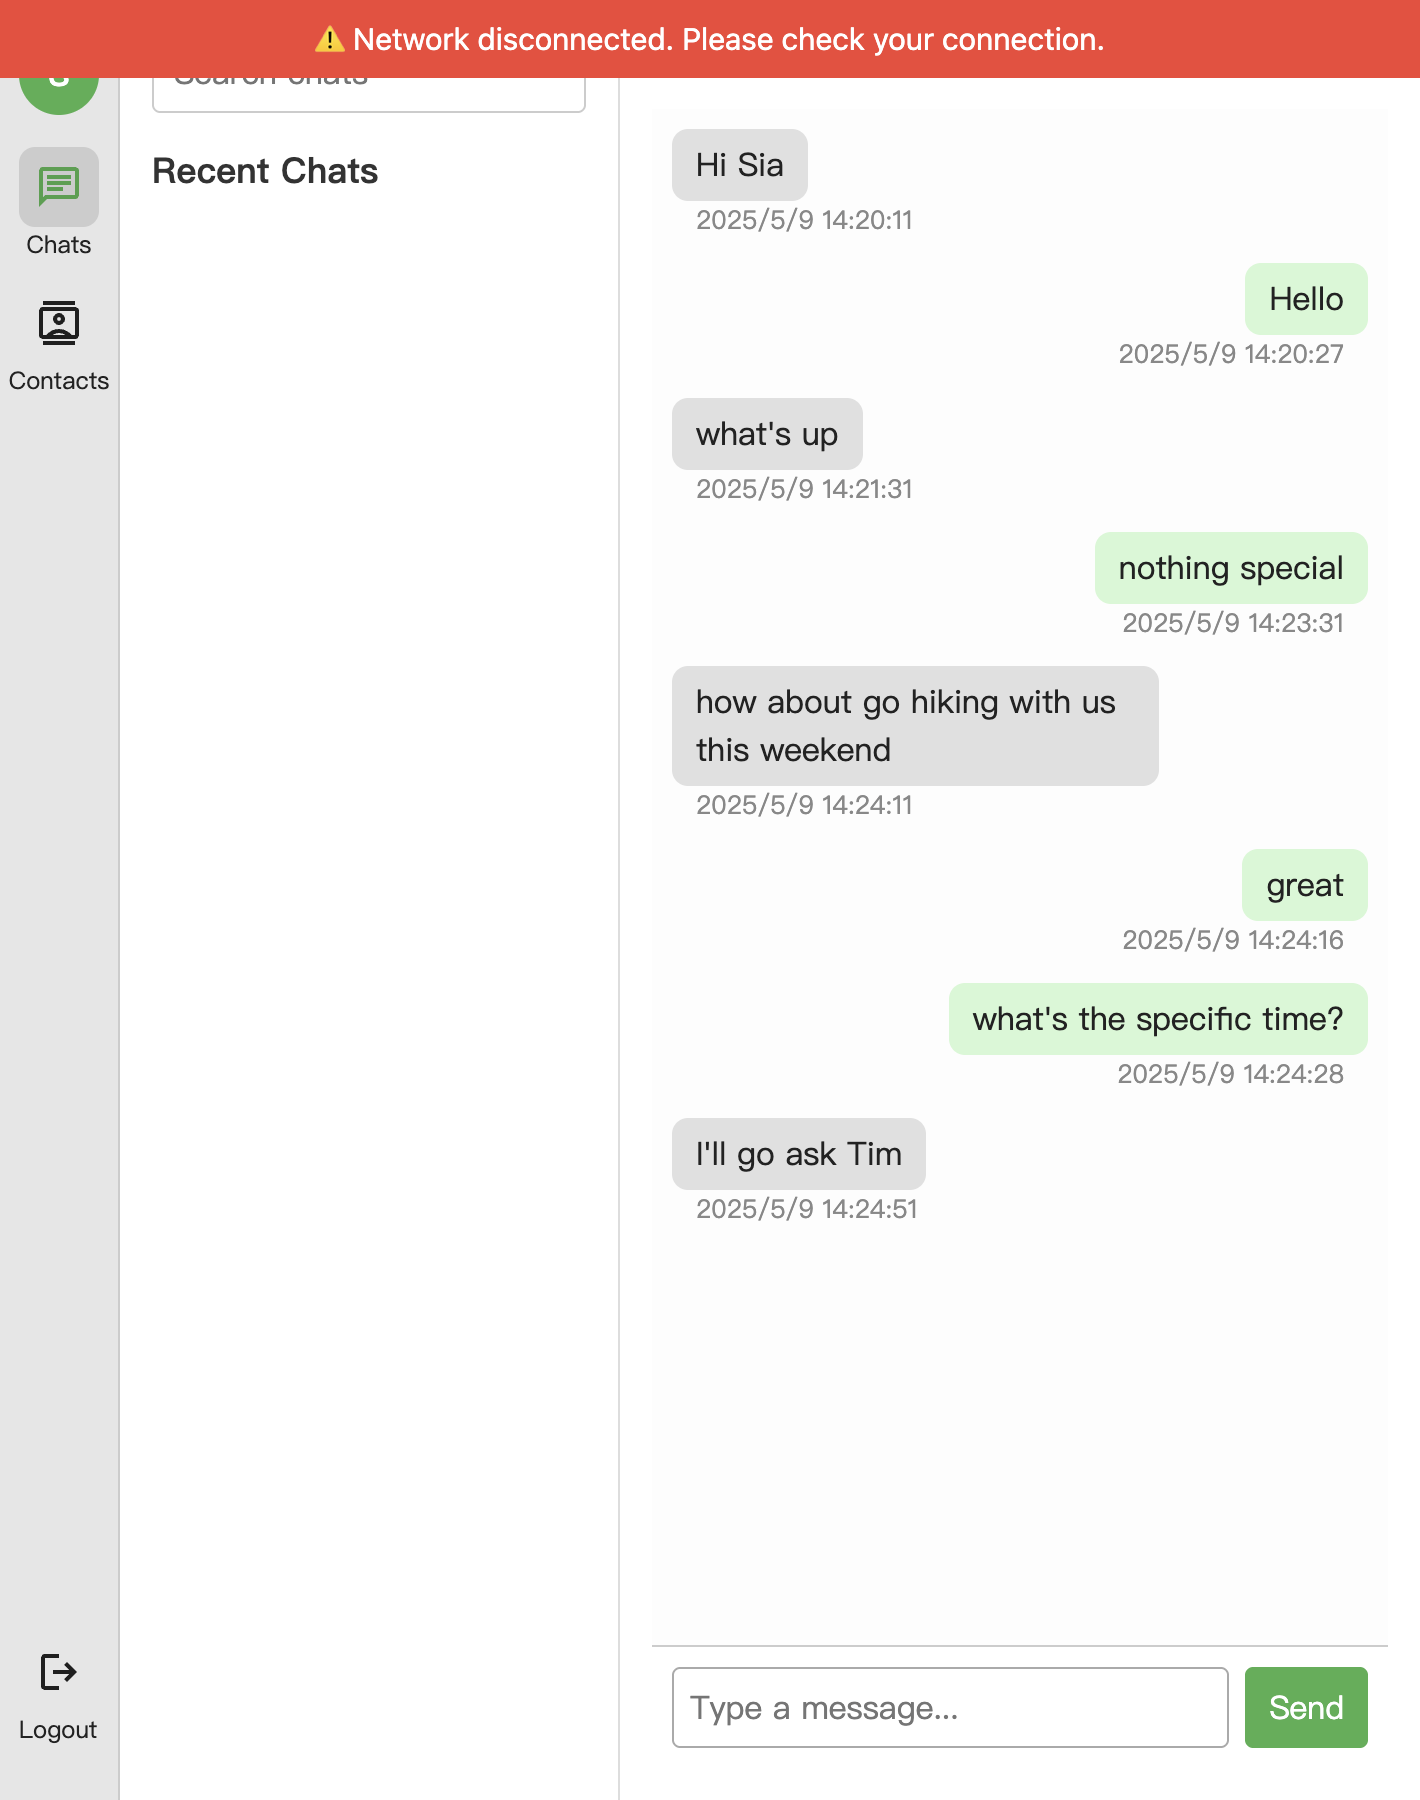 ⚠️ Network disconnected. Please check your connection.
Chats
Contacts
Logout
Search chats
Recent Chats
Hi Sia
2025/5/9 14:20:11
Hello
2025/5/9 14:20:27
what's up
2025/5/9 14:21:31
nothing special
2025/5/9 14:23:31
how about go hiking with us
this weekend
2025/5/9 14:24:11
great
2025/5/9 14:24:16
what's the specific time?
2025/5/9 14:24:28
I'll go ask Tim
2025/5/9 14:24:51
Type a message...
Send